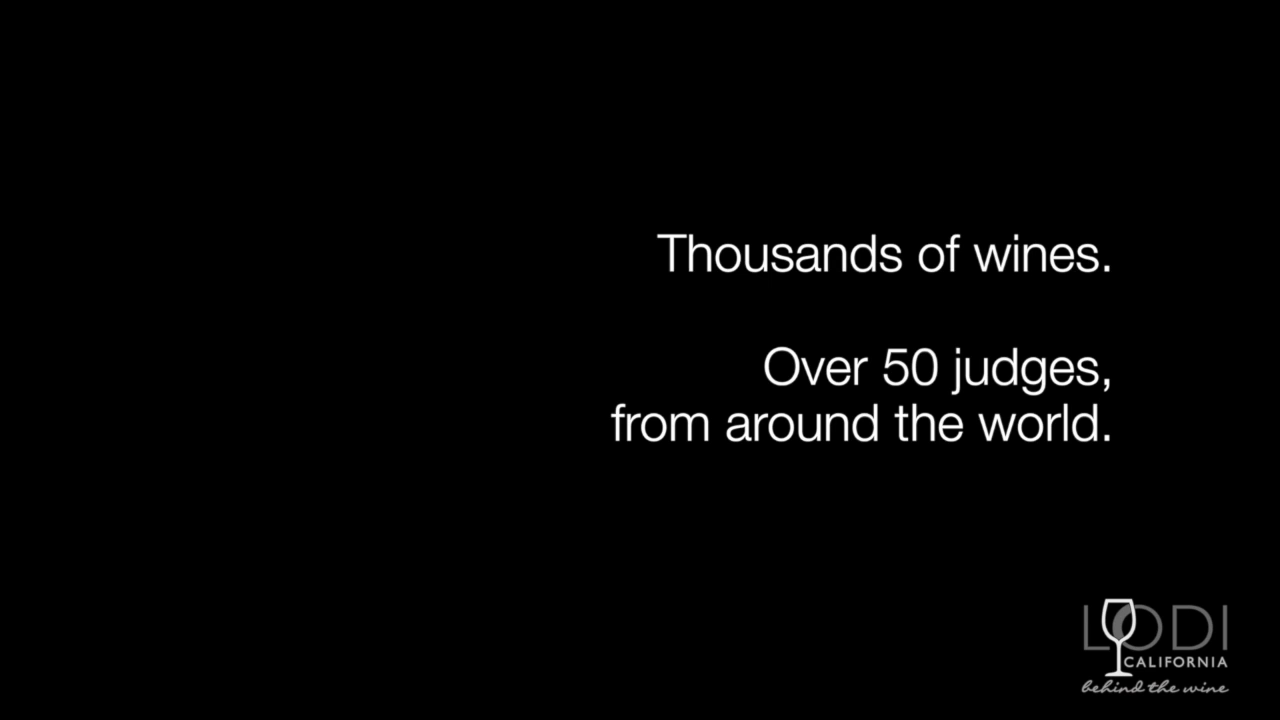 Thousands of wines.
Over 50 judges,
from around the world.
LODI
CALIFORNIA
behind the wine